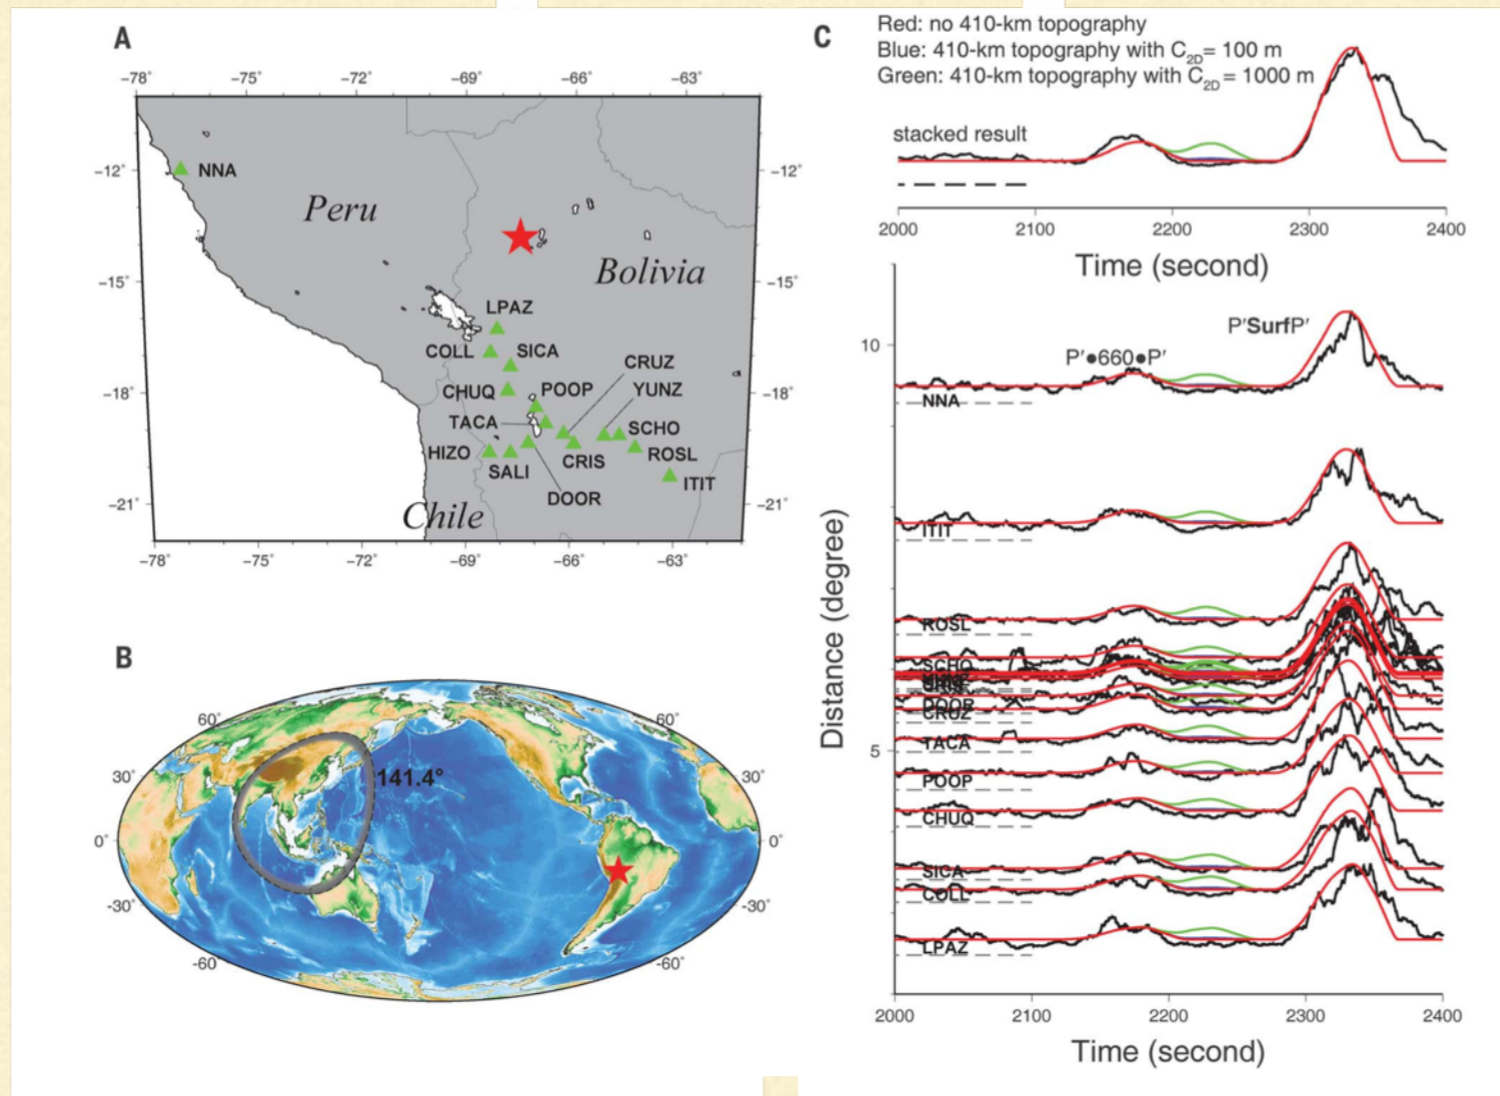 A
-78° -75° -72° -69° -66° -63°
-12° -12°
NNA
Peru
Bolivia
-15° -15°
LPAZ
COLL SICA
CRUZ
-18° -18°
CHUQ POOP YUNZ
TACA SCHO
HIZO ROSL
CRIS
SALI ITIT
DOOR
-21° -21°
Chile
-78° -75° -72° -69° -66° -63°
B
60° 60°
30° 141.4° 30°
0° 0°
-30° -30°
-60° -60°
C
Red: no 410-km topography
Blue: 410-km topography with C2D= 100 m
Green: 410-km topography with C2D= 1000 m
stacked result
2000 2100 2200 2300 2400
Time (second)
Distance (degree)
10
P'SurfP'
P'●660●P'
NNA
ITIT
ROSL
SCHO
DOOR
CRUZ
TACA
5
POOP
CHUQ
SICA
COLL
LPAZ
2000 2100 2200 2300 2400
Time (second)